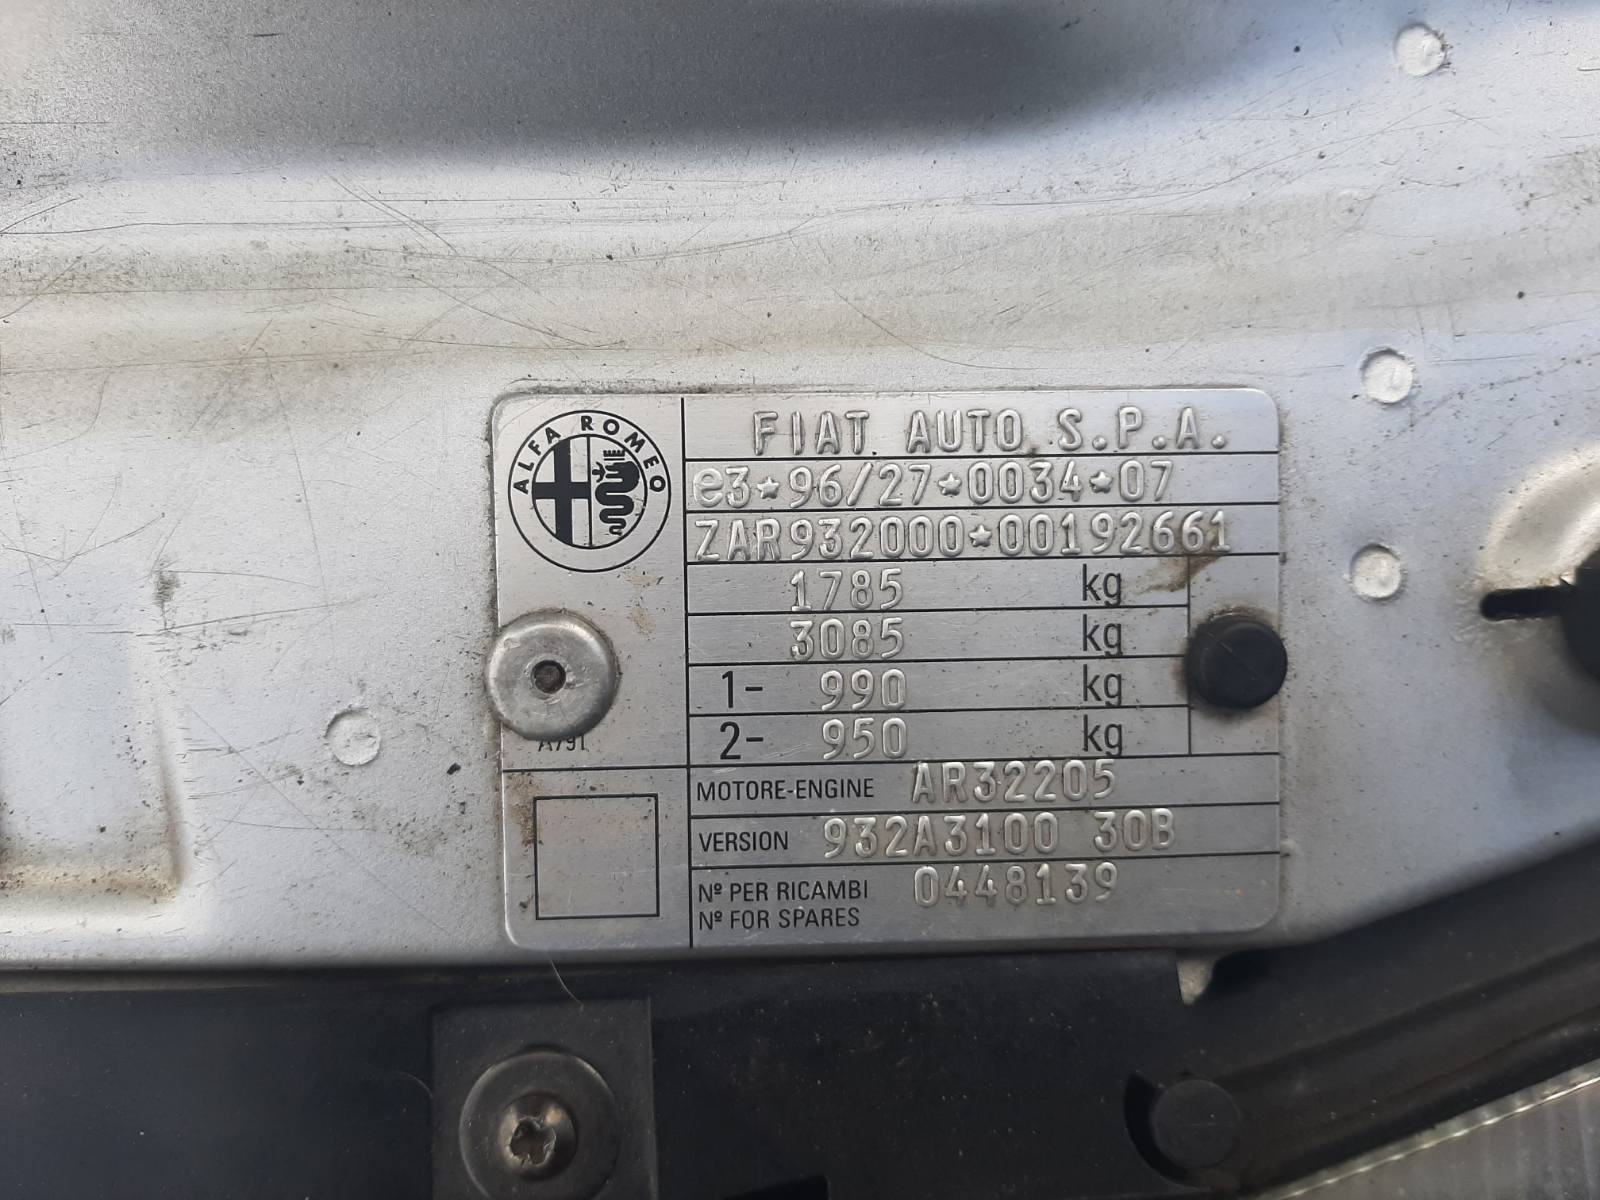 ALFA ROMEO
FIAT AUTO S.P.A.
e3*96/27*0034*07
ZAR932000*00192661
1785 kg
3085 kg
1- 990 kg
2- 950 kg
MOTORE-ENGINE AR32205
VERSION 932A3100 30B
Nº PER RICAMBI 0448139
Nº FOR SPARES